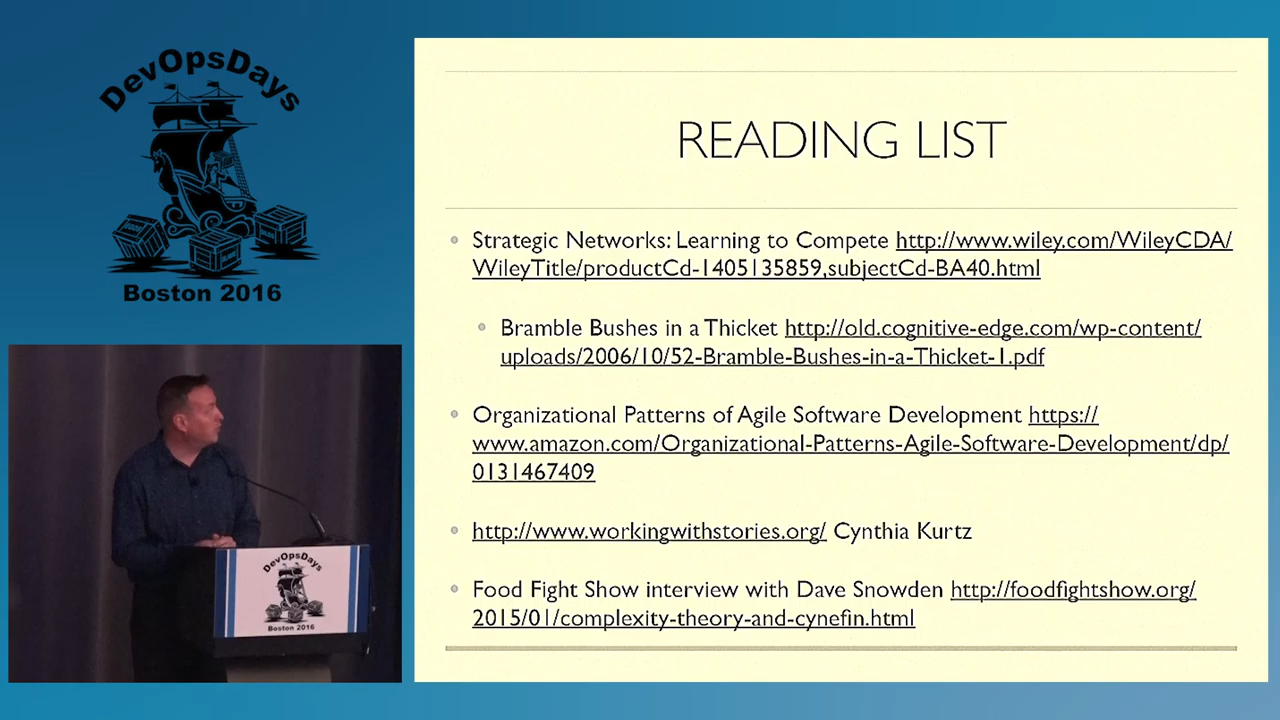 DevOpsDays
Boston 2016
READING LIST
Strategic Networks: Learning to Compete http://www.wiley.com/WileyCDA/
WileyTitle/productCd-1405135859,subjectCd-BA40.html
Bramble Bushes in a Thicket http://old.cognitive-edge.com/wp-content/
uploads/2006/10/52-Bramble-Bushes-in-a-Thicket-1.pdf
Organizational Patterns of Agile Software Development https://
www.amazon.com/Organizational-Patterns-Agile-Software-Development/dp/
0131467409
http://www.workingwithstories.org/ Cynthia Kurtz
Food Fight Show interview with Dave Snowden http://foodfightshow.org/
2015/01/complexity-theory-and-cynefin.html
DevOpsDays
Boston 2016